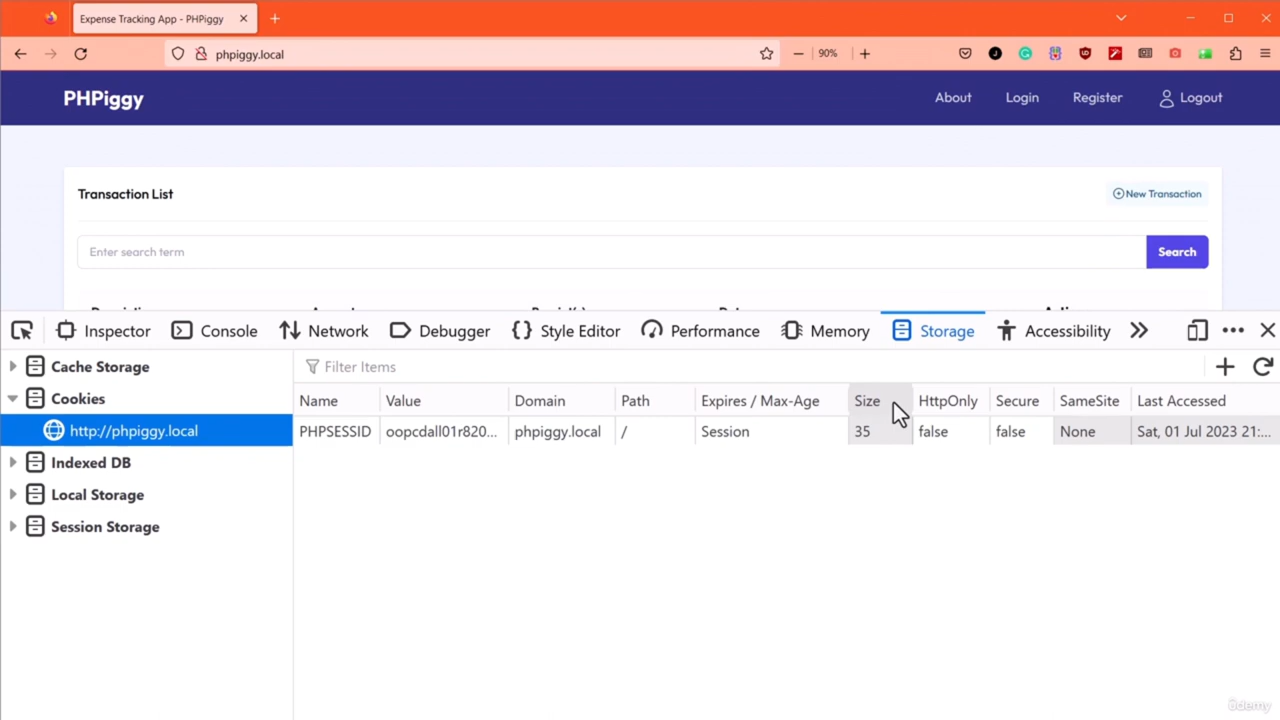 Expense Tracking App - PHPiggy
phpiggy.local
90%
PHPiggy
About
Login
Register
Logout
Transaction List
New Transaction
Enter search term
Search
Inspector
Console
Network
Debugger
Style Editor
Performance
Memory
Storage
Accessibility
Cache Storage
Cookies
http://phpiggy.local
Indexed DB
Local Storage
Session Storage
Filter Items
Name Value Domain Path Expires / Max-Age Size HttpOnly Secure SameSite Last Accessed
PHPSESSID oopcdall01r820... phpiggy.local / Session 35 false false None Sat, 01 Jul 2023 21:...
ûdemy